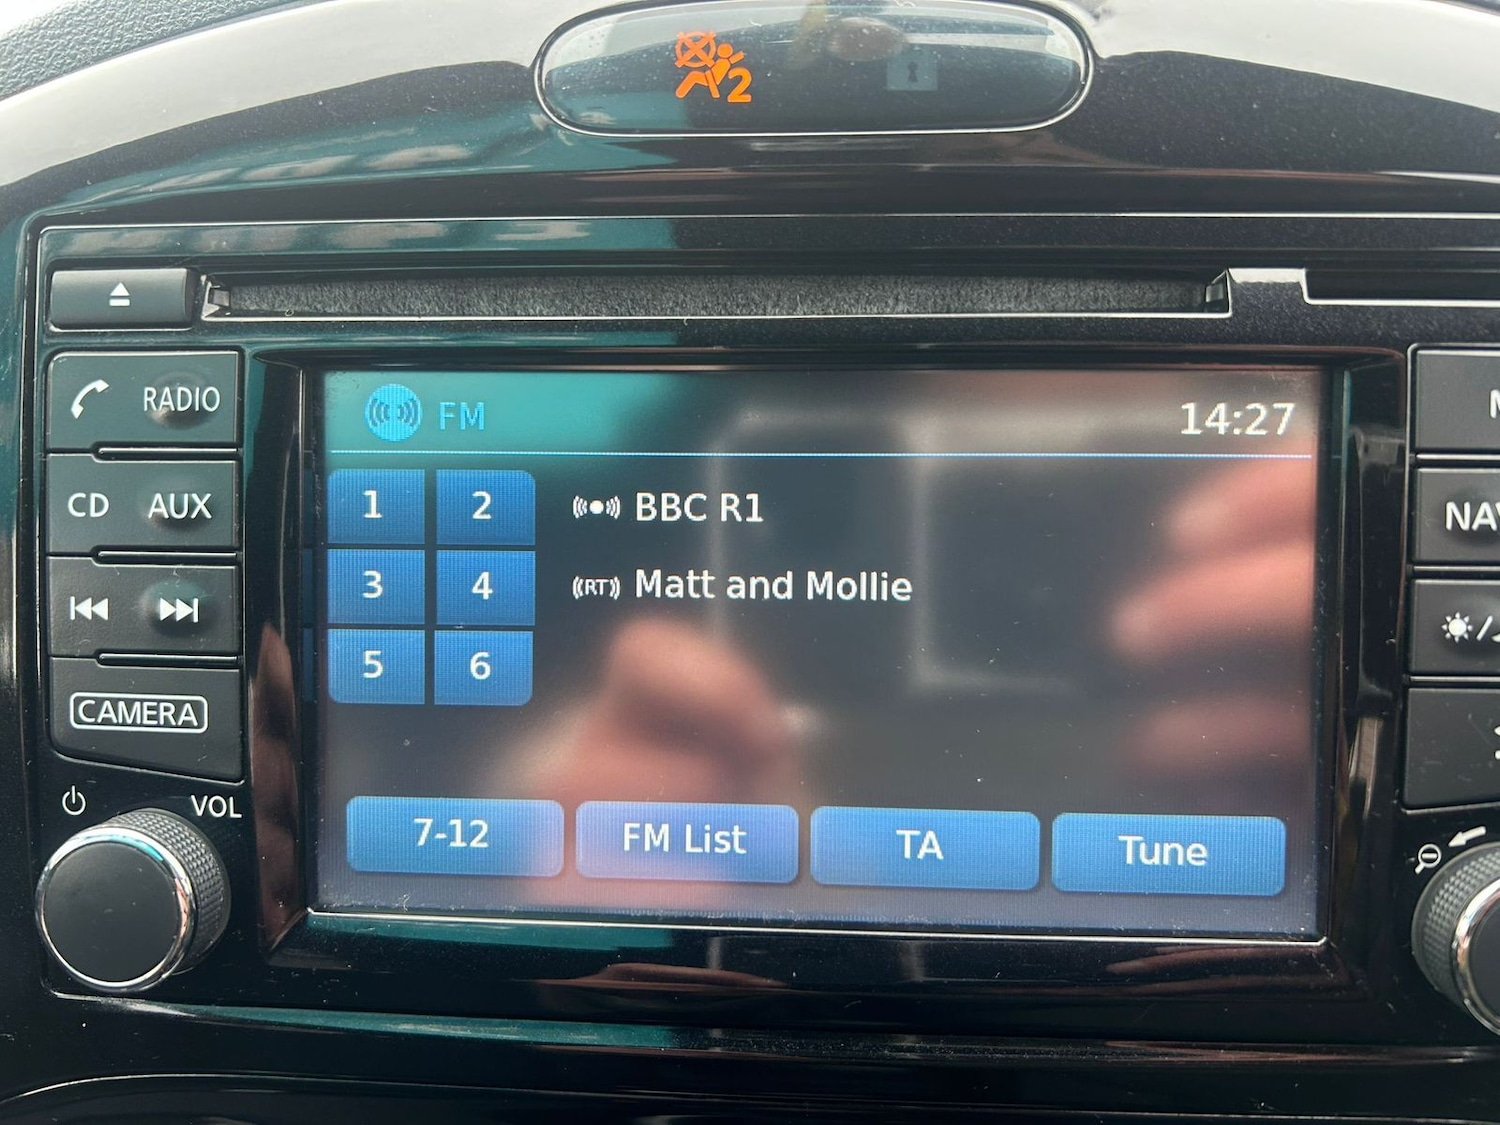 2
RADIO
CD AUX
CAMERA
VOL
FM
14:27
1 2
3 4
5 6
BBC R1
RT Matt and Mollie
7-12 FM List TA Tune